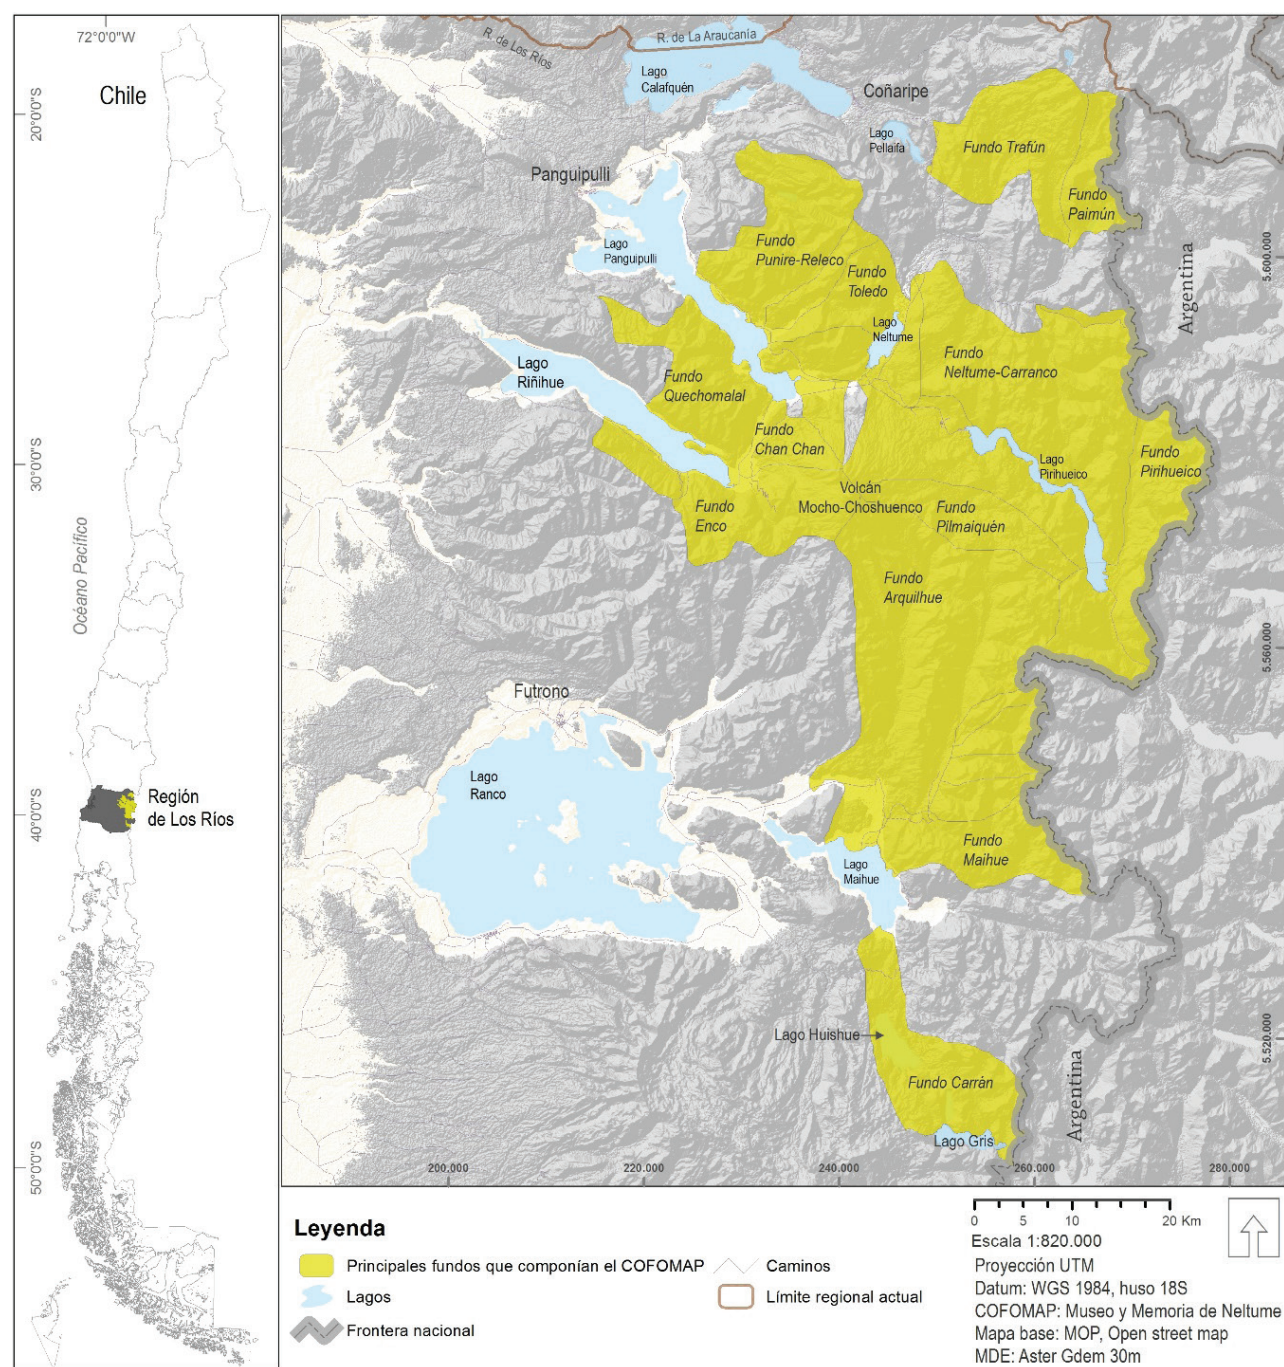 72°0'0"W
Chile
20°0'0"S
30°0'0"S
Océano Pacífico
Región
de Los Ríos
40°0'0"S
50°0'0"S
R. de Los Ríos
R. de La Araucanía
Lago
Calafquén
Coñaripe
Lago
Pellaifa
Fundo Trafún
Fundo
Paimún
Panguipulli
Lago
Panguipulli
Fundo
Punire-Releco
Fundo
Toledo
Lago
Neltume
Argentina
5.600.000
Lago
Riñihue
Fundo
Quechomalal
Fundo
Neltume-Carranco
Fundo
Chan Chan
Lago
Pirihueico
Fundo
Pirihueico
Volcán
Mocho-Choshuenco
Fundo
Enco
Fundo
Pilmaiquén
Fundo
Arquilhue
5.560.000
Futrono
Lago
Ranco
Lago
Maihue
Fundo
Maihue
Lago Huishue
5.520.000
Fundo Carrán
Argentina
Lago Gris
200.000
220.000
240.000
260.000
280.000
Leyenda
Principales fundos que componían el COFOMAP
Caminos
Lagos
Límite regional actual
Frontera nacional
0 5 10 20 Km
Escala 1:820.000
Proyección UTM
Datum: WGS 1984, huso 18S
COFOMAP: Museo y Memoria de Neltume
Mapa base: MOP, Open street map
MDE: Aster Gdem 30m